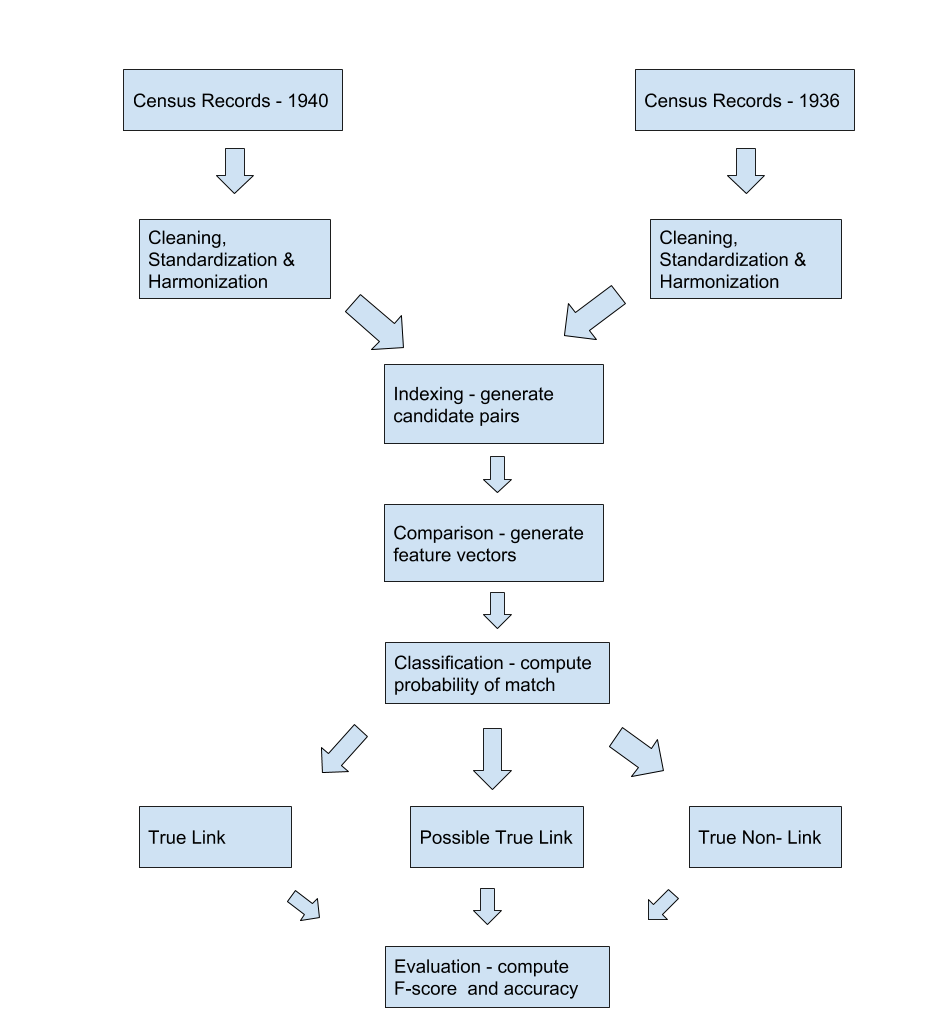 Census Records - 1940
Census Records - 1936
Cleaning,
Standardization &
Harmonization
Cleaning,
Standardization &
Harmonization
Indexing - generate
candidate pairs
Comparison - generate
feature vectors
Classification - compute
probability of match
True Link
Possible True Link
True Non- Link
Evaluation - compute
F-score  and accuracy